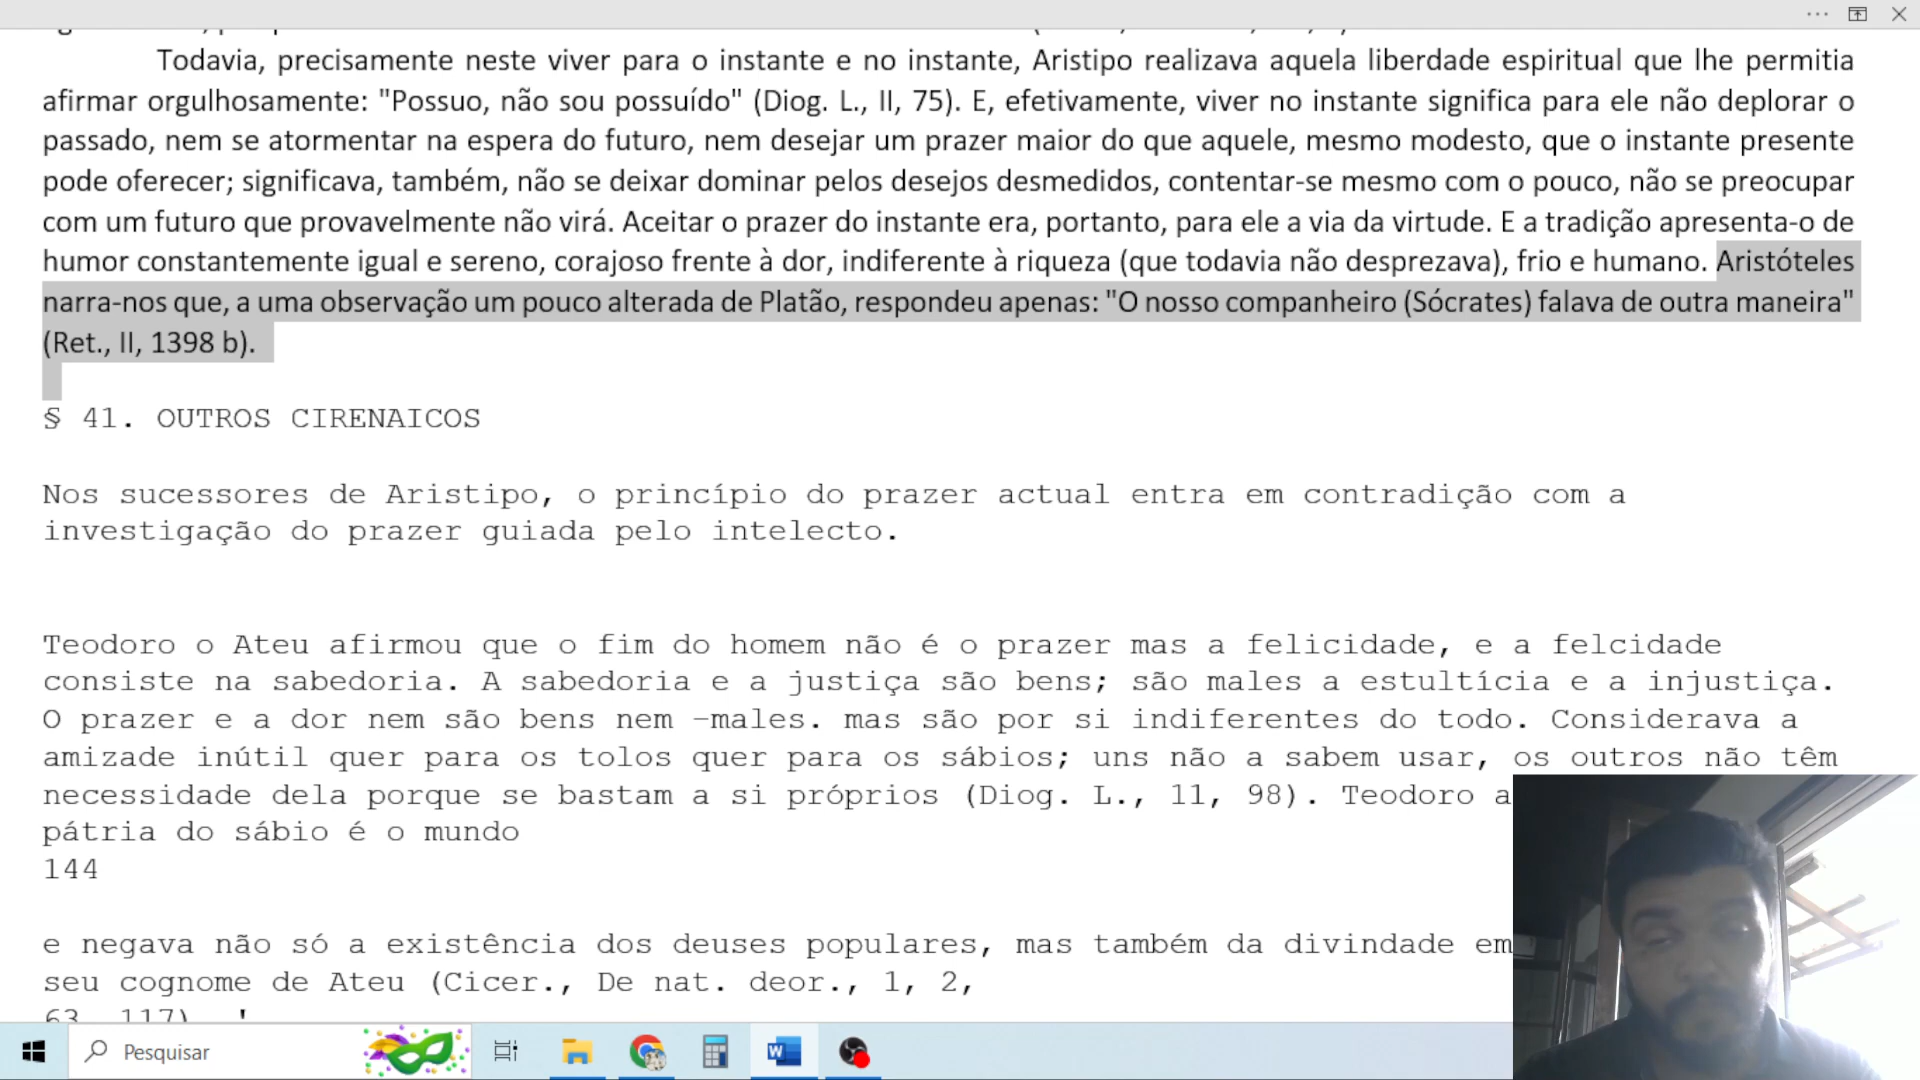 Todavia, precisamente neste viver para o instante e no instante, Aristipo realizava aquela liberdade espiritual que lhe permitia
afirmar orgulhosamente: "Possuo, não sou possuído" (Diog. L., II, 75). E, efetivamente, viver no instante significa para ele não deplorar o
passado, nem se atormentar na espera do futuro, nem desejar um prazer maior do que aquele, mesmo modesto, que o instante presente
pode oferecer; significava, também, não se deixar dominar pelos desejos desmedidos, contentar-se mesmo com o pouco, não se preocupar
com um futuro que provavelmente não virá. Aceitar o prazer do instante era, portanto, para ele a via da virtude. E a tradição apresenta-o de
humor constantemente igual e sereno, corajoso frente à dor, indiferente à riqueza (que todavia não desprezava), frio e humano. Aristóteles
narra-nos que, a uma observação um pouco alterada de Platão, respondeu apenas: "O nosso companheiro (Sócrates) falava de outra maneira"
(Ret., II, 1398 b).
§ 41. OUTROS CIRENAICOS
Nos sucessores de Aristipo, o princípio do prazer actual entra em contradição com a
investigação do prazer guiada pelo intelecto.
Teodoro o Ateu afirmou que o fim do homem não é o prazer mas a felicidade, e a felcidade
consiste na sabedoria. A sabedoria e a justiça são bens; são males a estultícia e a injustiça.
O prazer e a dor nem são bens nem –males. mas são por si indiferentes do todo. Considerava a
amizade inútil quer para os tolos quer para os sábios; uns não a sabem usar, os outros não têm
necessidade dela porque se bastam a si próprios (Diog. L., 11, 98). Teodoro a
pátria do sábio é o mundo
144
e negava não só a existência dos deuses populares, mas também da divindade em
seu cognome de Ateu (Cicer., De nat. deor., 1, 2,
63, 117). '
Pesquisar